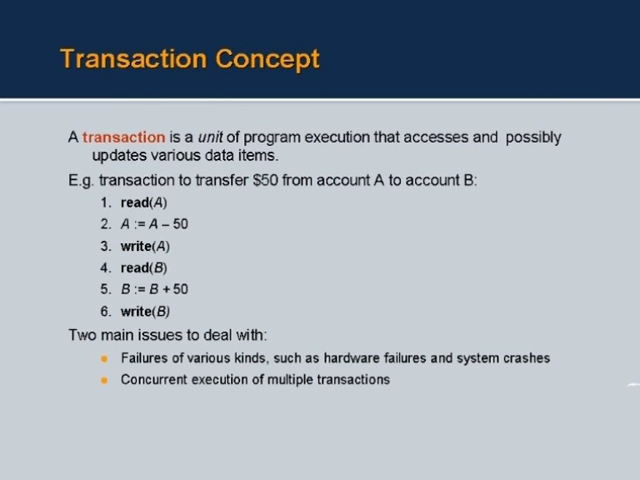 Transaction Concept
A transaction is a unit of program execution that accesses and possibly
updates various data items.
E.g. transaction to transfer $50 from account A to account B:
1. read(A)
2. A := A – 50
3. write(A)
4. read(B)
5. B := B + 50
6. write(B)
Two main issues to deal with:
• Failures of various kinds, such as hardware failures and system crashes
• Concurrent execution of multiple transactions